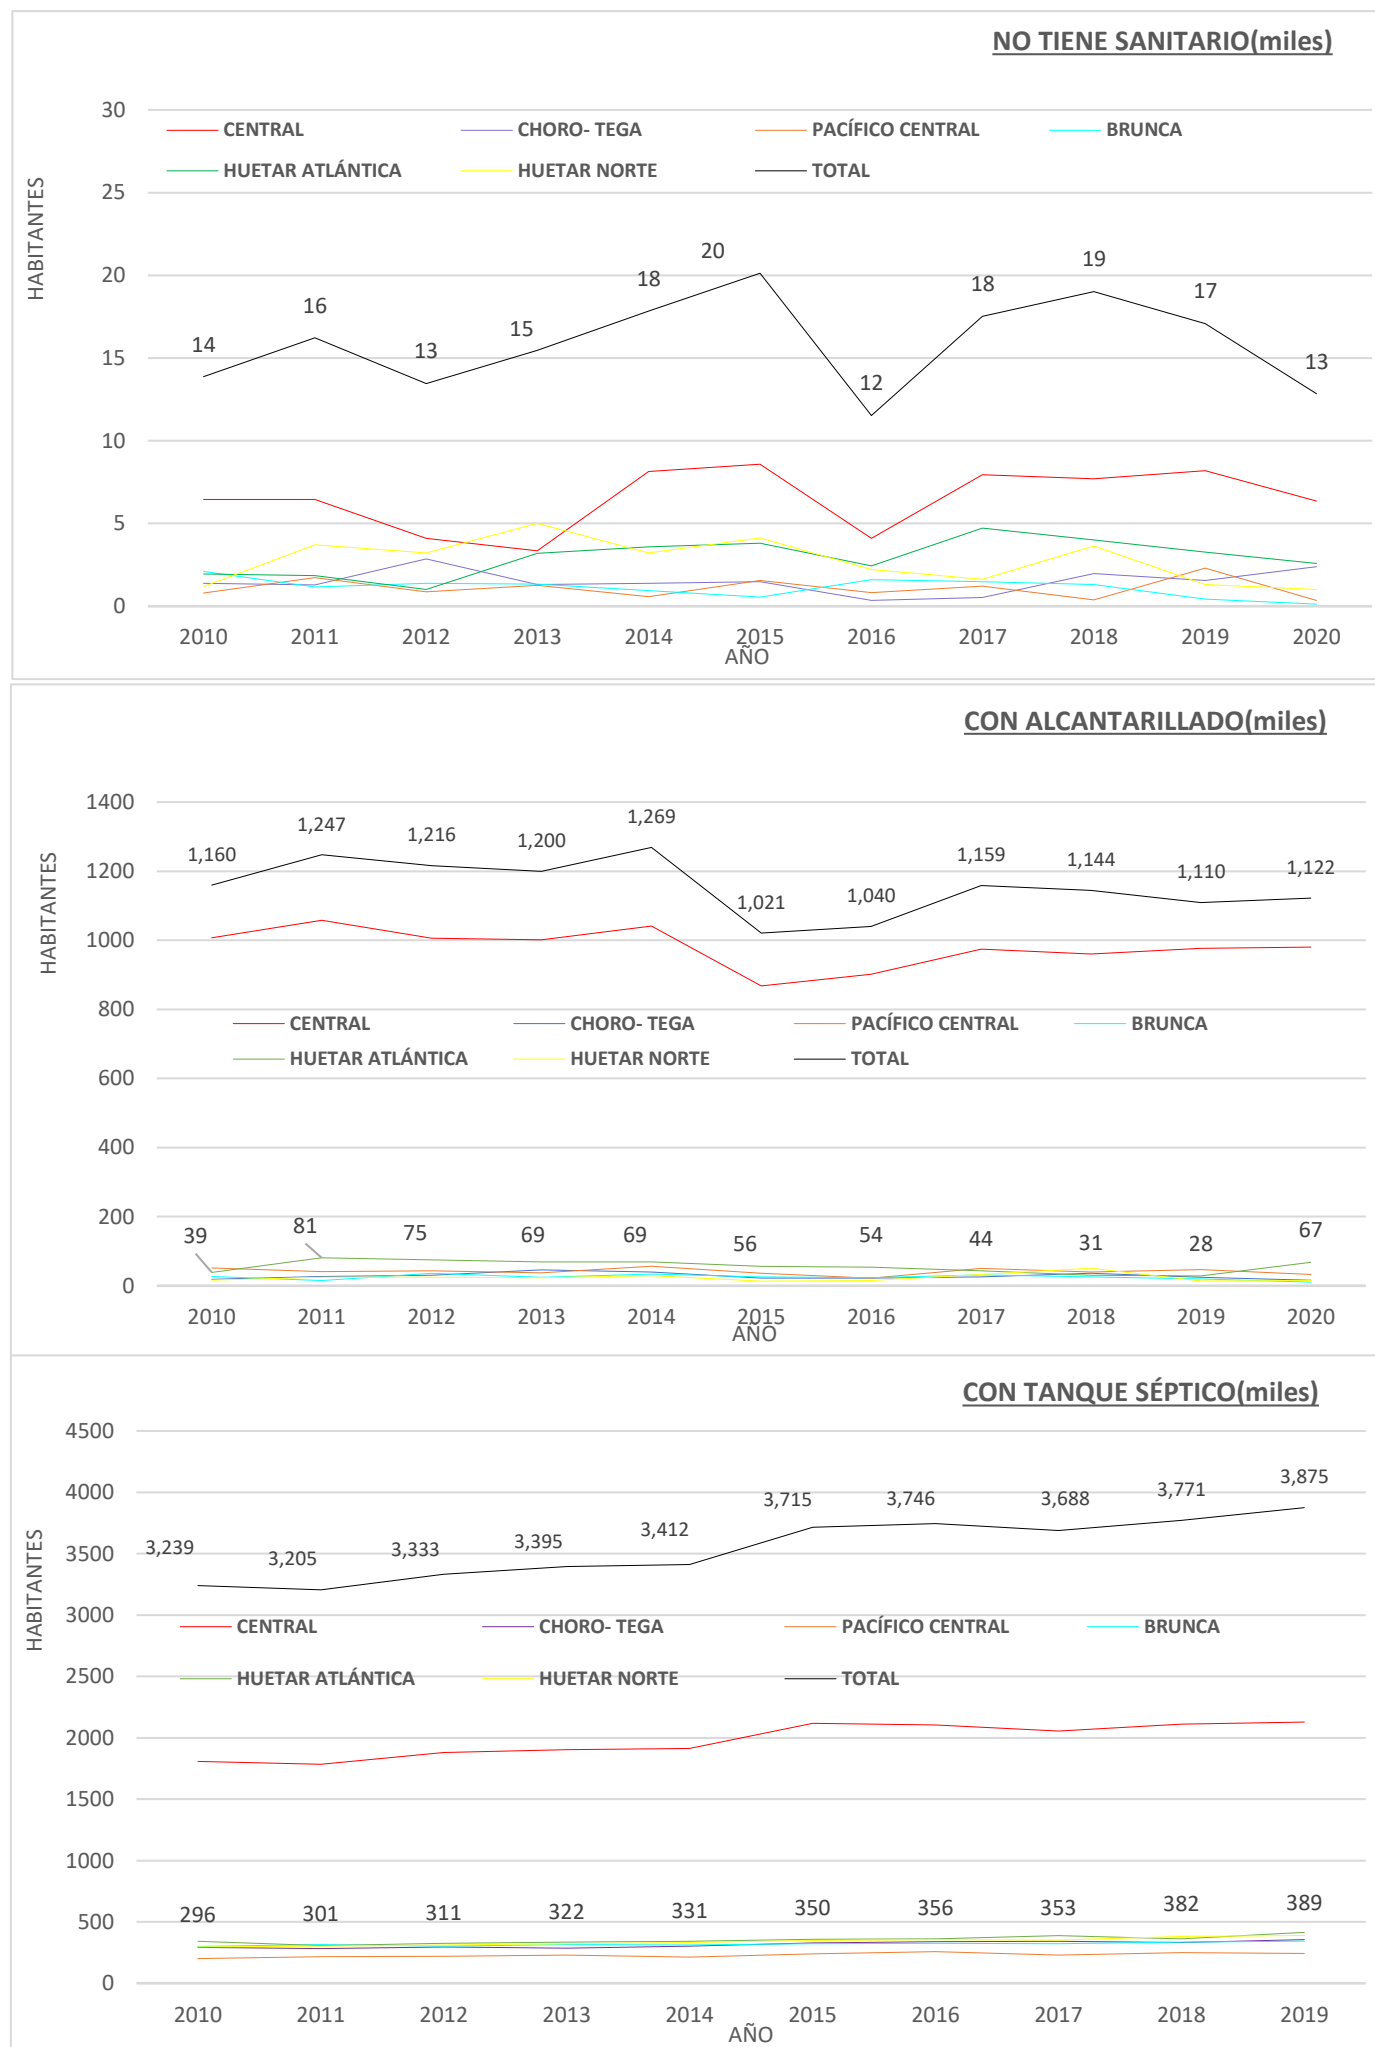 NO TIENE SANITARIO(miles)
30
CENTRAL CHORO- TEGA PACÍFICO CENTRAL BRUNCA
HUETAR ATLÁNTICA HUETAR NORTE TOTAL
25
HABITANTES
20
14 16 13 15 18 20 12 18 19 17 13
15
10
5
0
2010 2011 2012 2013 2014 2015 2016 2017 2018 2019 2020
AÑO
CON ALCANTARILLADO(miles)
1400
1,160 1,247 1,216 1,200 1,269 1,021 1,040 1,159 1,144 1,110 1,122
1200
HABITANTES
1000
800
CENTRAL CHORO- TEGA PACÍFICO CENTRAL BRUNCA
HUETAR ATLÁNTICA HUETAR NORTE TOTAL
600
400
200
39 81 75 69 69 56 54 44 31 28 67
0
2010 2011 2012 2013 2014 2015 2016 2017 2018 2019 2020
AÑO
CON TANQUE SÉPTICO(miles)
4500
4000
3,239 3,205 3,333 3,395 3,412 3,715 3,746 3,688 3,771 3,875
3500
HABITANTES
3000
CENTRAL CHORO- TEGA PACÍFICO CENTRAL BRUNCA
2500
HUETAR ATLÁNTICA HUETAR NORTE TOTAL
2000
1500
1000
500
296 301 311 322 331 350 356 353 382 389
0
2010 2011 2012 2013 2014 2015 2016 2017 2018 2019
AÑO